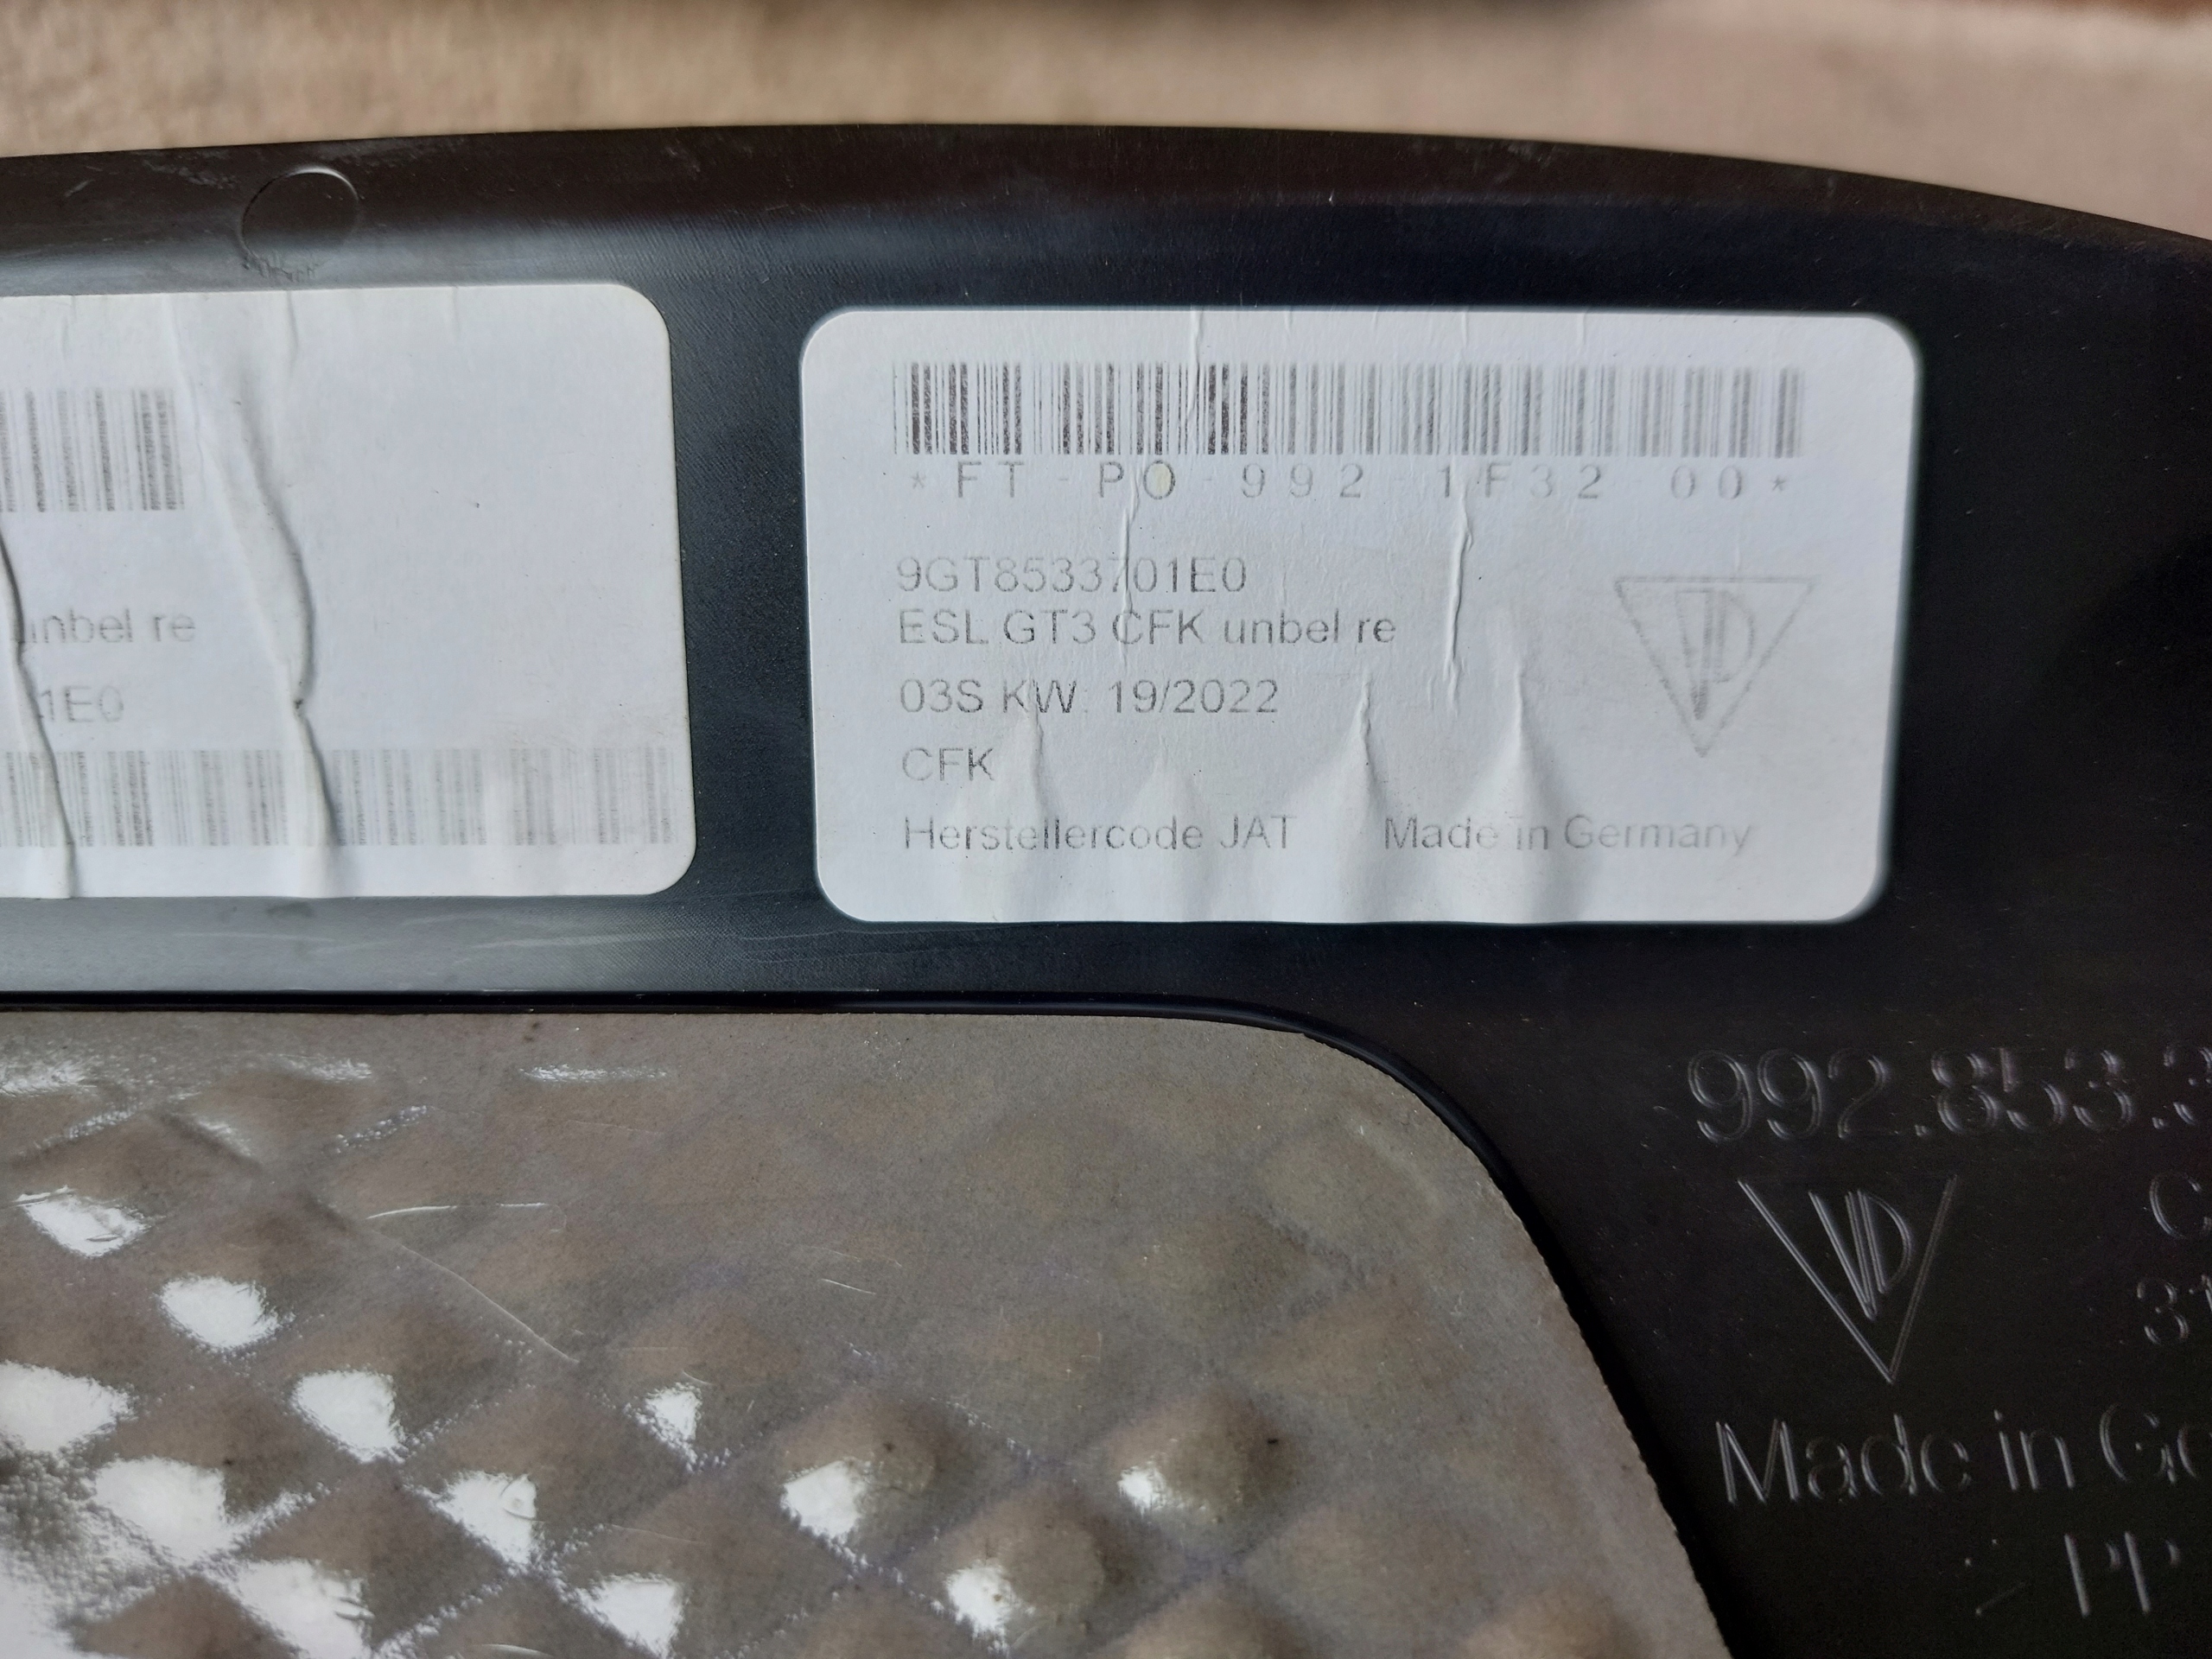 unbel re
1E0
*FT-PO 992 1F32 00*
9GT8533701E0
ESL GT3 CFK unbel re
03S KW: 19/2022
CFK
Herstellercode JAT Made in Germany
992.853.3
Made in Ge
PP